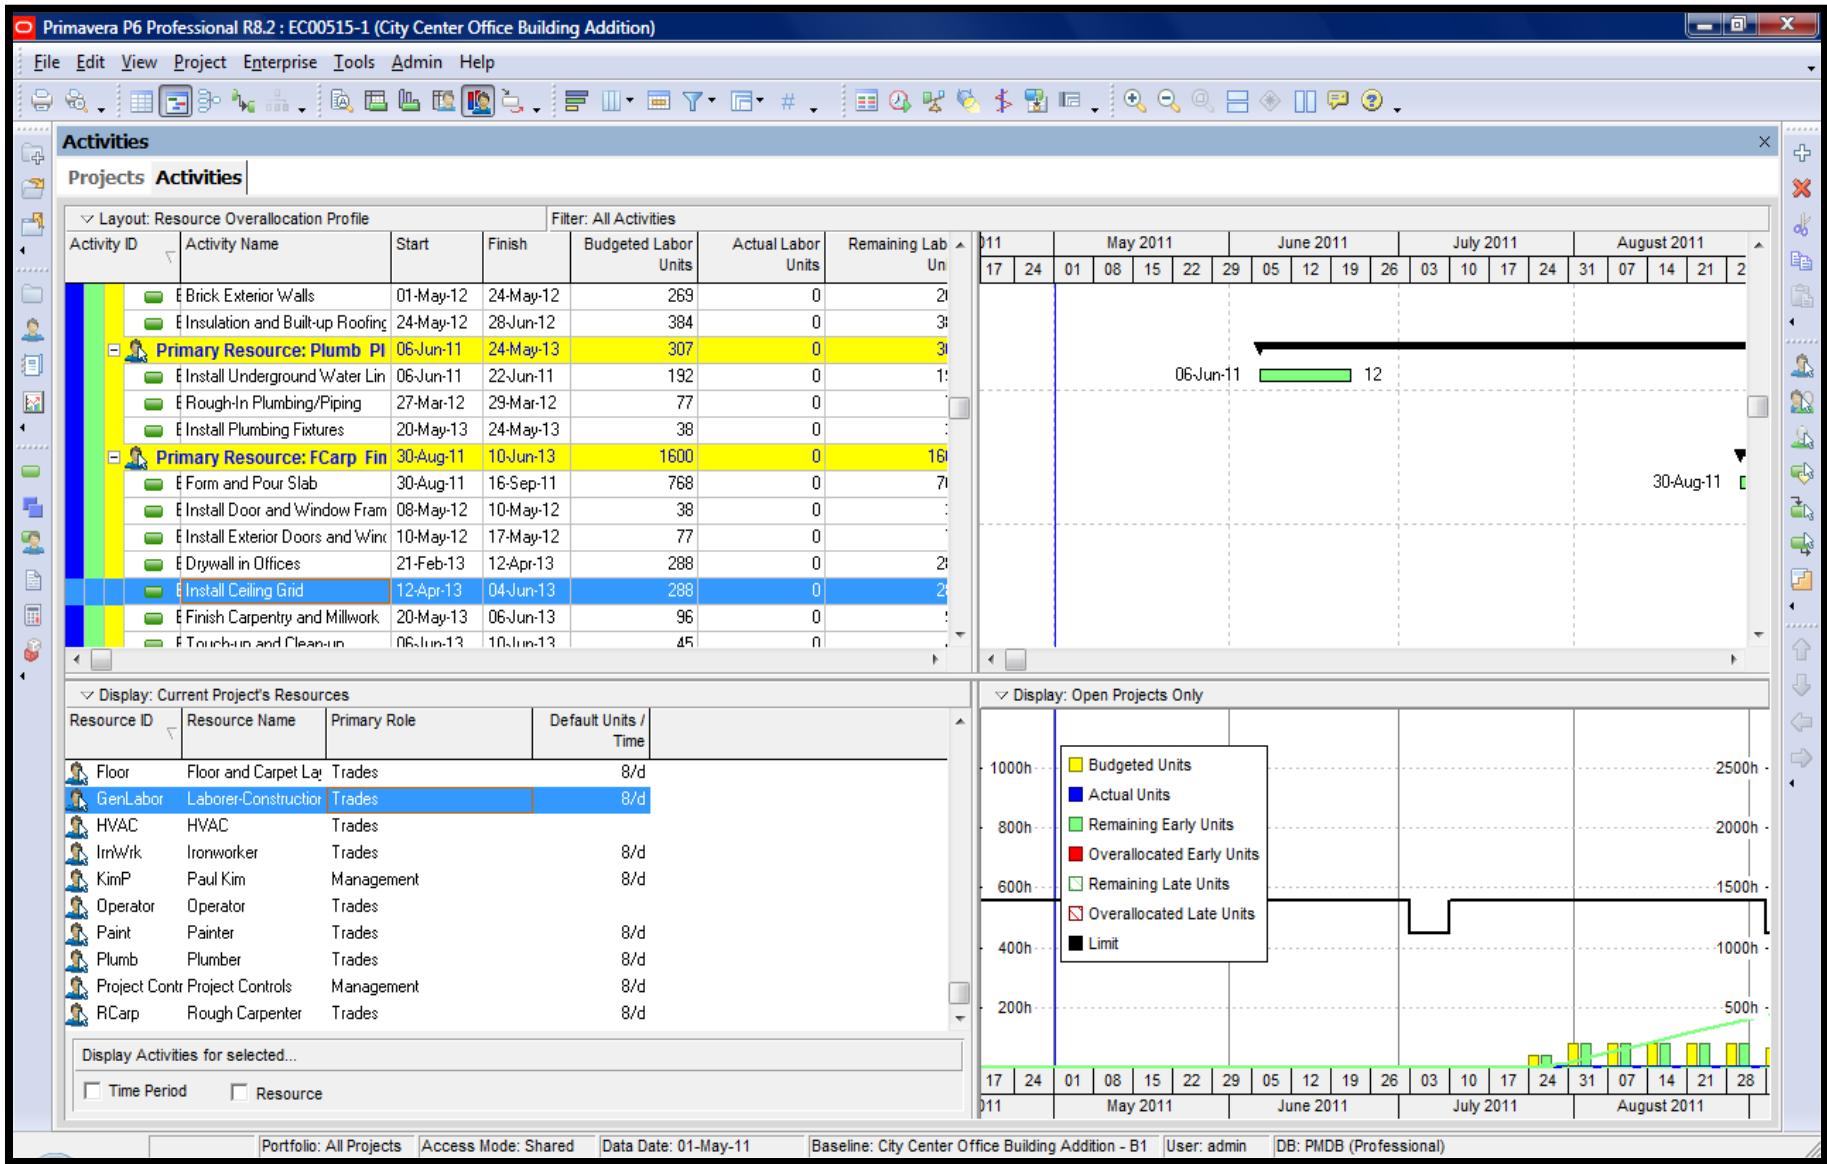 Primavera P6 Professional R8.2 : EC00515-1 (City Center Office Building Addition)
File Edit View Project Enterprise Tools Admin Help
Activities
Projects Activities
Layout: Resource Overallocation Profile Filter: All Activities
Activity ID Activity Name Start Finish Budgeted Labor Units Actual Labor Units Remaining Lab
Brick Exterior Walls 01-May-12 24-May-12 269 0
Insulation and Built-up Roofing 24-May-12 28-Jun-12 384 0
Primary Resource: Plumb Pl 06-Jun-11 24-May-13 307 0
Install Underground Water Lin 06-Jun-11 22-Jun-11 192 0
Rough-In Plumbing/Piping 27-Mar-12 29-Mar-12 77 0
Install Plumbing Fixtures 20-May-13 24-May-13 38 0
Primary Resource: FCarp Fin 30-Aug-11 10-Jun-13 1600 0
Form and Pour Slab 30-Aug-11 16-Sep-11 768 0
Install Door and Window Fram 08-May-12 10-May-12 38 0
Install Exterior Doors and Wind 10-May-12 17-May-12 77 0
Drywall in Offices 21-Feb-13 12-Apr-13 288 0
Install Ceiling Grid 12-Apr-13 04-Jun-13 288 0
Finish Carpentry and Millwork 20-May-13 06-Jun-13 96 0
Touch-up and Clean-up 06-Jun-13 10-Jun-13 45 0
May 2011 June 2011 July 2011 August 2011
17 24 01 08 15 22 29 05 12 19 26 03 10 17 24 31 07 14 21
06-Jun-11 12
30-Aug-11
Display: Current Project's Resources
Resource ID Resource Name Primary Role Default Units / Time
Floor Floor and Carpet La Trades 8/d
GenLabor Laborer-Construction Trades 8/d
HVAC HVAC Trades
IrnWrk Ironworker Trades 8/d
KimP Paul Kim Management 8/d
Operator Operator Trades
Paint Painter Trades 8/d
Plumb Plumber Trades 8/d
Project Contr Project Controls Management 8/d
RCarp Rough Carpenter Trades 8/d
Display Activities for selected...
Time Period Resource
Display: Open Projects Only
Budgeted Units
Actual Units
Remaining Early Units
Overallocated Early Units
Remaining Late Units
Overallocated Late Units
Limit
1000h 2500h
800h 2000h
600h 1500h
400h 1000h
200h 500h
17 24 01 08 15 22 29 05 12 19 26 03 10 17 24 31 07 14 21 28
May 2011 June 2011 July 2011 August 2011
Portfolio: All Projects Access Mode: Shared Data Date: 01-May-11 Baseline: City Center Office Building Addition - B1 User: admin DB: PMDB (Professional)